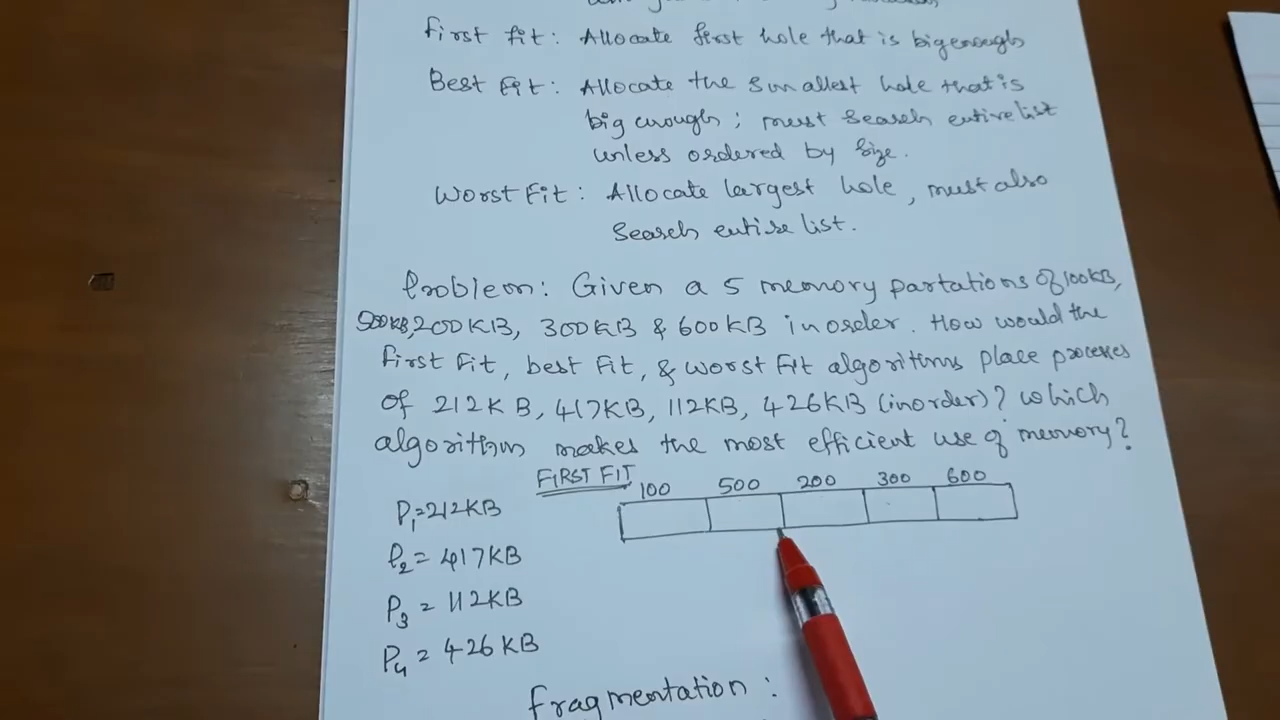 First fit: Allocate first hole that is big enough
Best Fit: Allocate the smallest hole that is
big enough; must search entire list
unless ordered by size.
Worst Fit: Allocate largest hole, must also
search entire list.
Problem: Given a 5 memory partations of 100KB,
500KB, 200KB, 300KB & 600KB inorder. How would the
first Fit, best Fit, & worst Fit algorithms place processes
of 212KB, 417KB, 112KB, 426KB (inorder)? which
algorithm makes the most efficient use of memory?
FIRST FIT
100 500 200 300 600
P1=212KB
P2= 417KB
P3= 112KB
P4= 426KB
fragmentation: